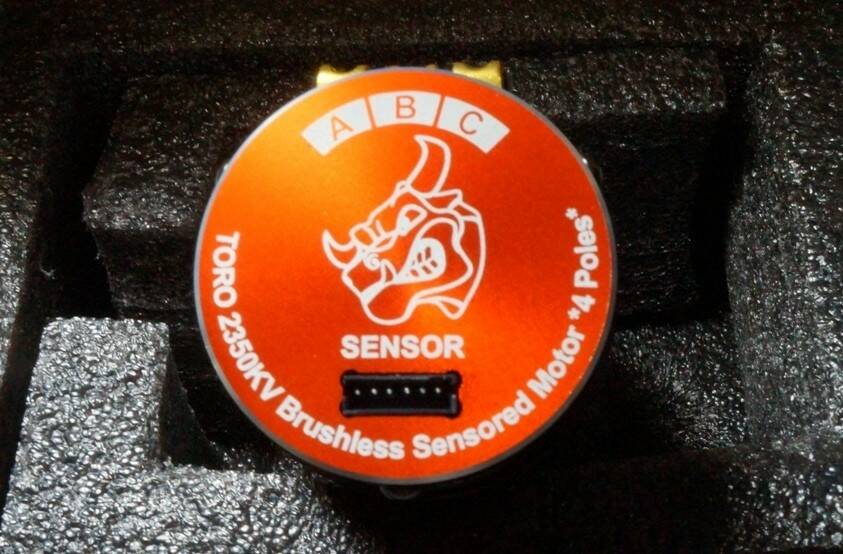 A B C
SENSOR
TORO 2350KV Brushless Sensored Motor *4 Poles*